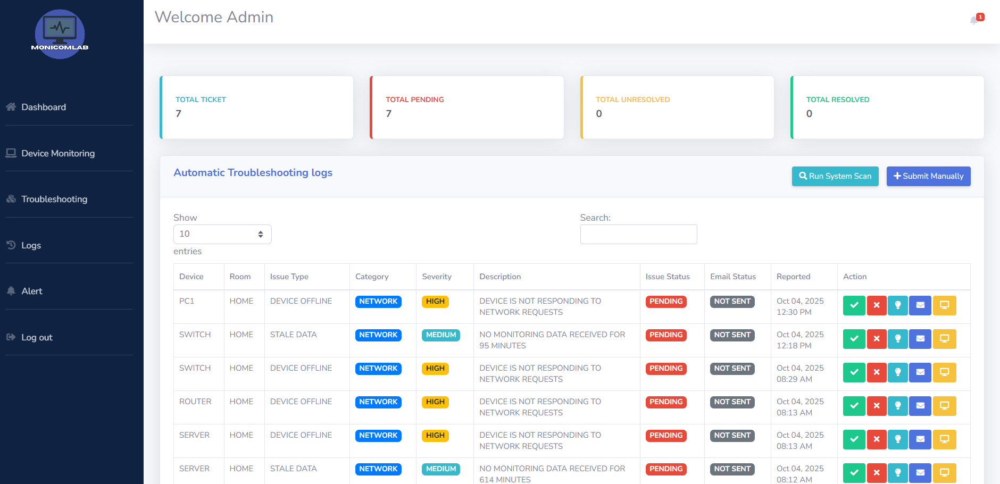 MONICOMLAB
Welcome Admin
1
Dashboard
Device Monitoring
Troubleshooting
Logs
Alert
Log out
TOTAL TICKET
7
TOTAL PENDING
7
TOTAL UNRESOLVED
0
TOTAL RESOLVED
0
Automatic Troubleshooting logs
Run System Scan
Submit Manually
Show
10
entries
Search:
Device Room Issue Type Category Severity Description Issue Status Email Status Reported Action
PC1 HOME DEVICE OFFLINE NETWORK HIGH DEVICE IS NOT RESPONDING TO PENDING NOT SENT Oct 04, 2025
NETWORK REQUESTS 12:30 PM
SWITCH HOME STALE DATA NETWORK MEDIUM NO MONITORING DATA RECEIVED FOR PENDING NOT SENT Oct 04, 2025
95 MINUTES 12:18 PM
SWITCH HOME DEVICE OFFLINE NETWORK HIGH DEVICE IS NOT RESPONDING TO PENDING NOT SENT Oct 04, 2025
NETWORK REQUESTS 08:29 AM
ROUTER HOME DEVICE OFFLINE NETWORK HIGH DEVICE IS NOT RESPONDING TO PENDING NOT SENT Oct 04, 2025
NETWORK REQUESTS 08:13 AM
SERVER HOME DEVICE OFFLINE NETWORK HIGH DEVICE IS NOT RESPONDING TO PENDING NOT SENT Oct 04, 2025
NETWORK REQUESTS 08:13 AM
SERVER HOME STALE DATA NETWORK MEDIUM NO MONITORING DATA RECEIVED FOR PENDING NOT SENT Oct 04, 2025
614 MINUTES 08:12 AM